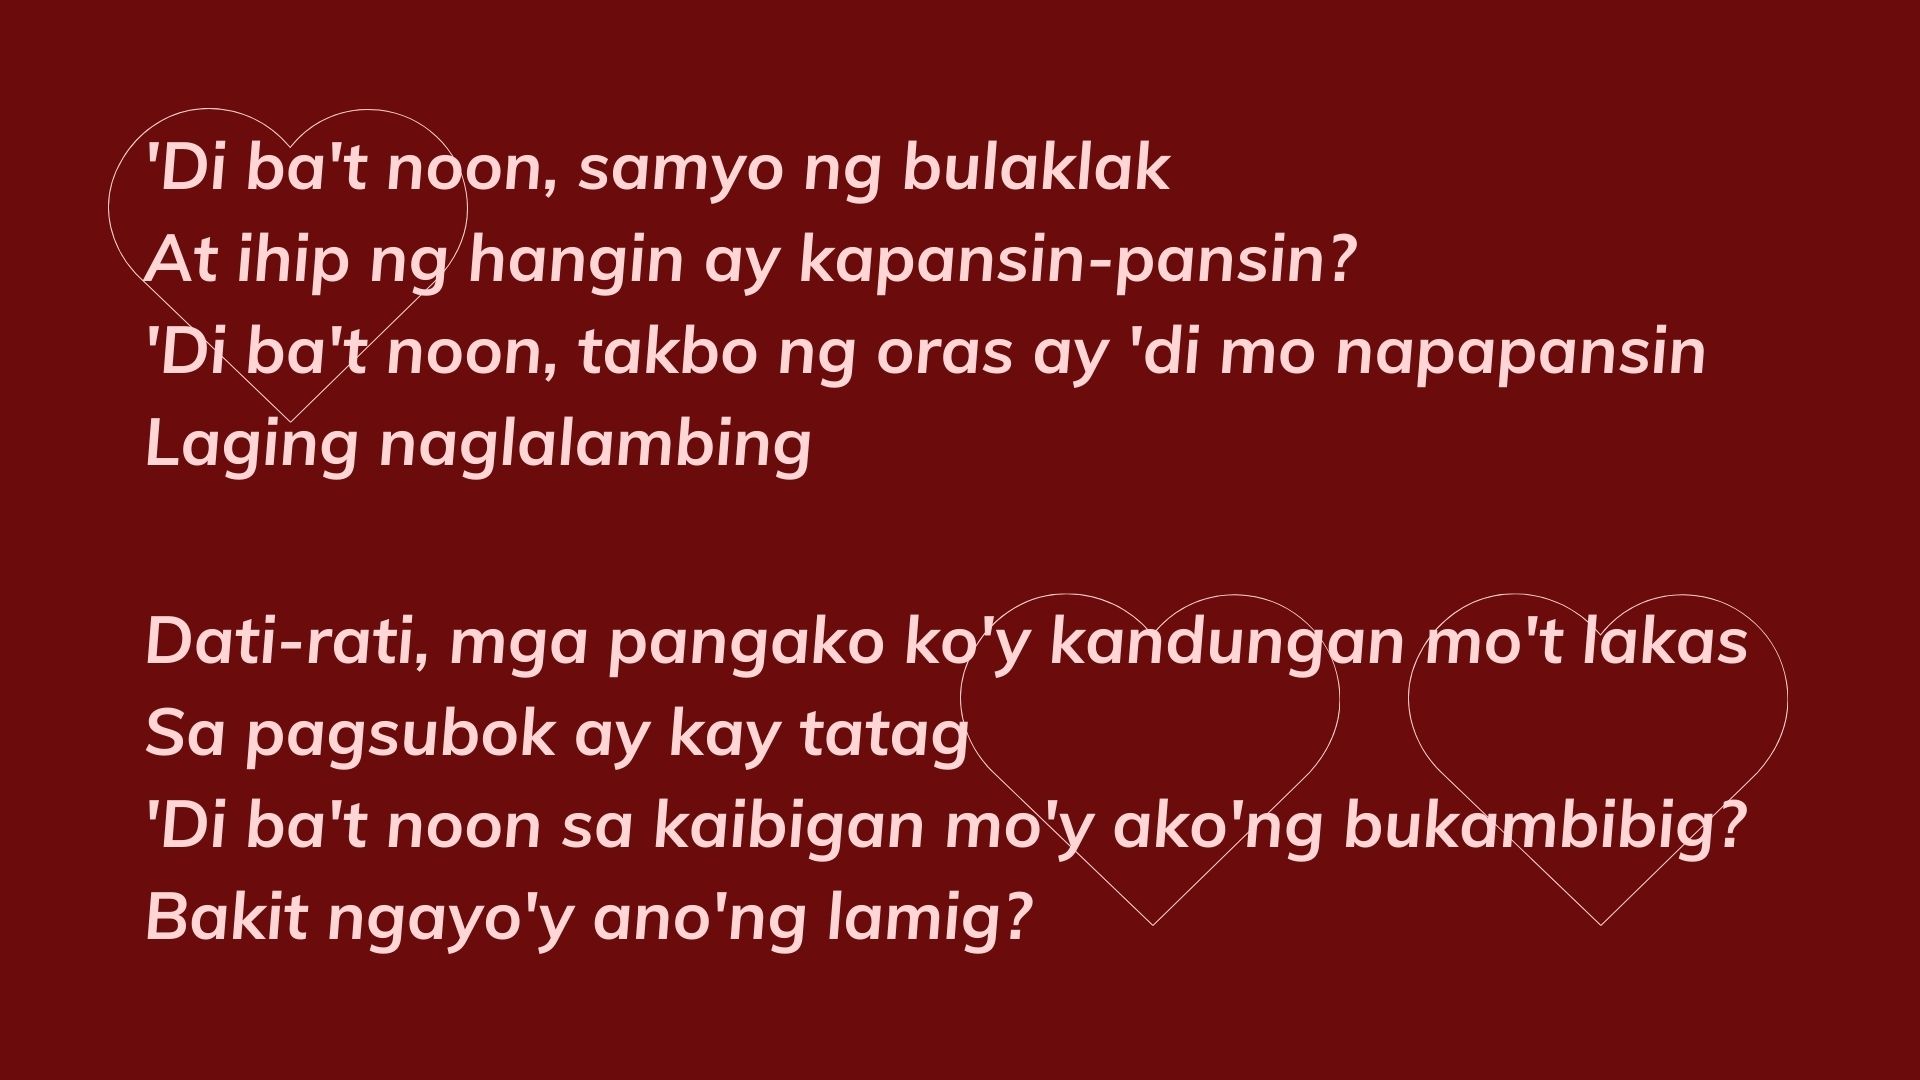 'Di ba't noon, samyo ng bulaklak
At ihip ng hangin ay kapansin-pansin?
'Di ba't noon, takbo ng oras ay 'di mo napapansin
Laging naglalambing
Dati-rati, mga pangako ko'y kandungan mo't lakas
Sa pagsubok ay kay tatag
'Di ba't noon sa kaibigan mo'y ako'ng bukambibig?
Bakit ngayo'y ano'ng lamig?